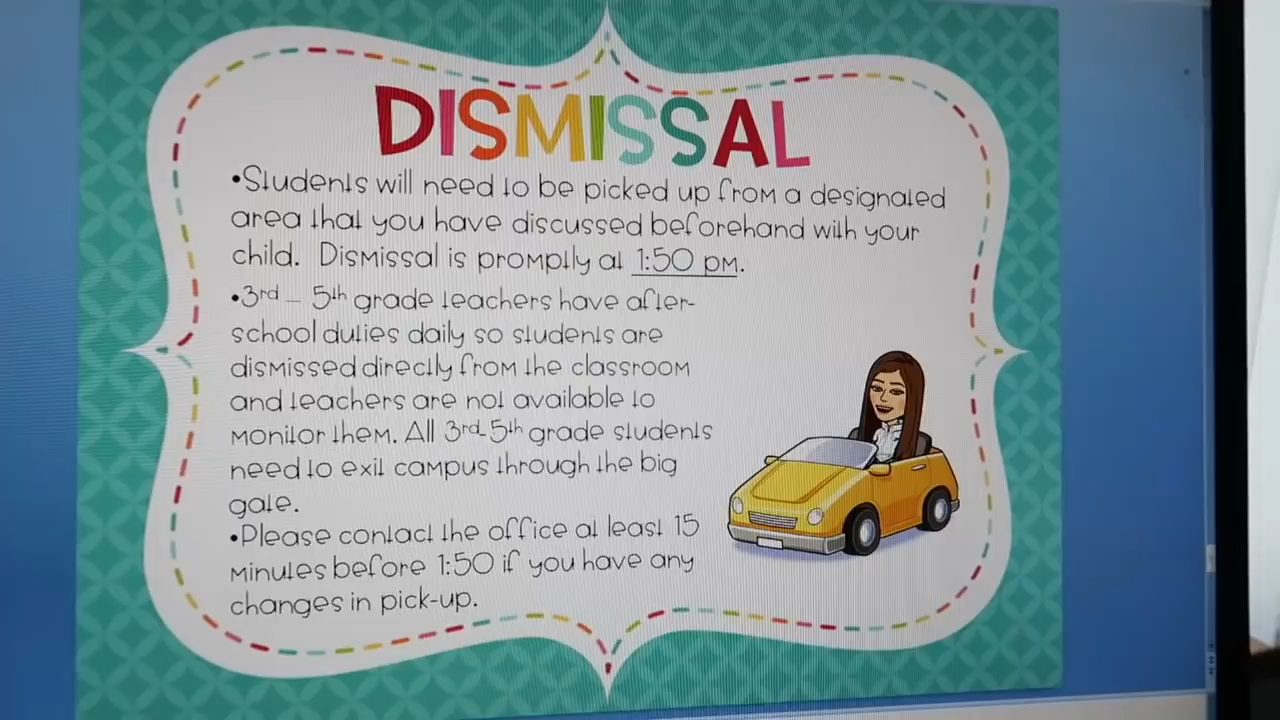 DISMISSAL
•Students will need to be picked up from a designated
area that you have discussed beforehand with your
child. Dismissal is promptly at 1:50 pm.
•3rd – 5th grade teachers have after-
school duties daily so students are
dismissed directly from the classroom
and teachers are not available to
monitor them. All 3rd-5th grade students
need to exit campus through the big
gate.
•Please contact the office at least 15
minutes before 1:50 if you have any
changes in pick-up.